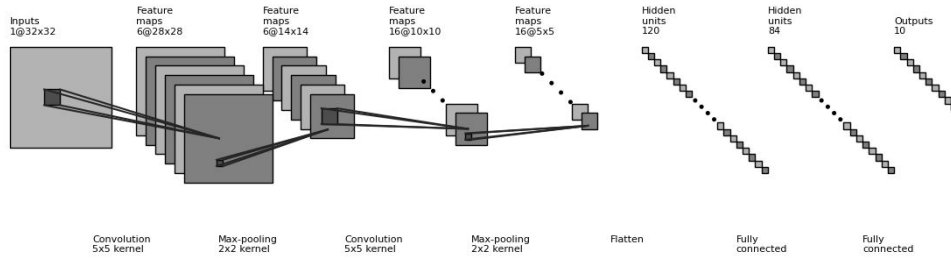 Inputs
1@32x32
Feature
maps
6@28x28
Feature
maps
6@14x14
Feature
maps
16@10x10
Feature
maps
16@5x5
Hidden
units
120
Hidden
units
84
Outputs
10
Convolution
5x5 kernel
Max-pooling
2x2 kernel
Convolution
5x5 kernel
Max-pooling
2x2 kernel
Flatten
Fully
connected
Fully
connected